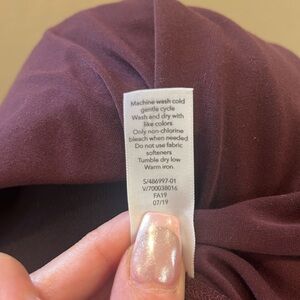 Machine wash cold
gentle cycle
Wash and dry with
like colors
Only non-chlorine
bleach when needed
Do not use fabric
softeners
Tumble dry low
Warm iron.
S/486997-01
V/700038016
FA19
07/19